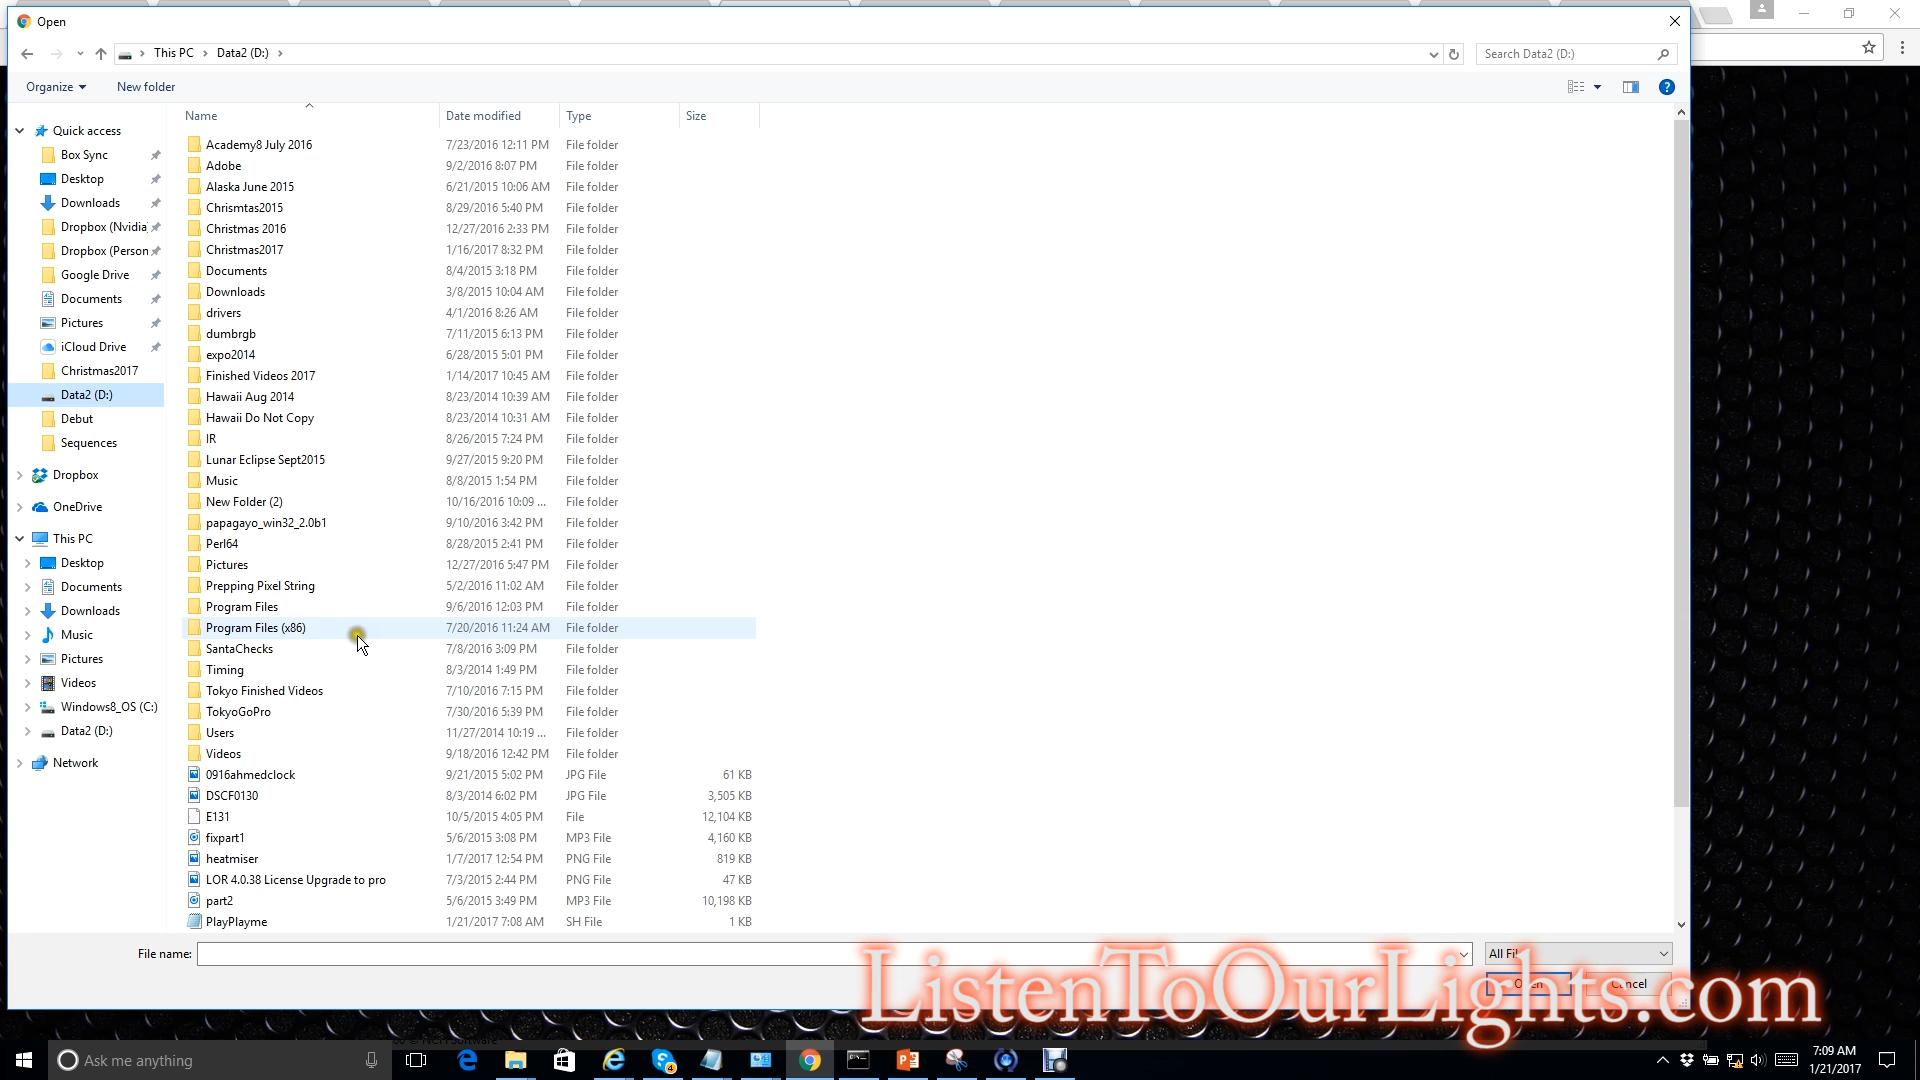 Open
This PC > Data2 (D:) >
Search Data2 (D:)
Organize
New folder
Name Date modified Type Size
Quick access
Box Sync
Desktop
Downloads
Dropbox (Nvidia
Dropbox (Person
Google Drive
Documents
Pictures
iCloud Drive
Christmas2017
Data2 (D:)
Debut
Sequences
Dropbox
OneDrive
This PC
Desktop
Documents
Downloads
Music
Pictures
Videos
Windows8_OS (C:)
Data2 (D:)
Network
Academy8 July 2016 7/23/2016 12:11 PM File folder
Adobe 9/2/2016 8:07 PM File folder
Alaska June 2015 6/21/2015 10:06 AM File folder
Chrismtas2015 8/29/2016 5:40 PM File folder
Christmas 2016 12/27/2016 2:33 PM File folder
Christmas2017 1/16/2017 8:32 PM File folder
Documents 8/4/2015 3:18 PM File folder
Downloads 3/8/2015 10:04 AM File folder
drivers 4/1/2016 8:26 AM File folder
dumbrgb 7/11/2015 6:13 PM File folder
expo2014 6/28/2015 5:01 PM File folder
Finished Videos 2017 1/14/2017 10:45 AM File folder
Hawaii Aug 2014 8/23/2014 10:39 AM File folder
Hawaii Do Not Copy 8/23/2014 10:31 AM File folder
IR 8/26/2015 7:24 PM File folder
Lunar Eclipse Sept2015 9/27/2015 9:20 PM File folder
Music 8/8/2015 1:54 PM File folder
New Folder (2) 10/16/2016 10:09 ... File folder
papagayo_win32_2.0b1 9/10/2016 3:42 PM File folder
Perl64 8/28/2015 2:41 PM File folder
Pictures 12/27/2016 5:47 PM File folder
Prepping Pixel String 5/2/2016 11:02 AM File folder
Program Files 9/6/2016 12:03 PM File folder
Program Files (x86) 7/20/2016 11:24 AM File folder
SantaChecks 7/8/2016 3:09 PM File folder
Timing 8/3/2014 1:49 PM File folder
Tokyo Finished Videos 7/10/2016 7:15 PM File folder
TokyoGoPro 7/30/2016 5:39 PM File folder
Users 11/27/2014 10:19 ... File folder
Videos 9/18/2016 12:42 PM File folder
0916ahmedclock 9/21/2015 5:02 PM JPG File 61 KB
DSCF0130 8/3/2014 6:02 PM JPG File 3,505 KB
E131 10/5/2015 4:05 PM File 12,104 KB
fixpart1 5/6/2015 3:08 PM MP3 File 4,160 KB
heatmiser 1/7/2017 12:54 PM PNG File 819 KB
LOR 4.0.38 License Upgrade to pro 7/3/2015 2:44 PM PNG File 47 KB
part2 5/6/2015 3:49 PM MP3 File 10,198 KB
PlayPlayme 1/21/2017 7:08 AM SH File 1 KB
File name:
All Fil
Open Cancel
ListenToOurLights.com
Ask me anything
4
7:09 AM
1/21/2017